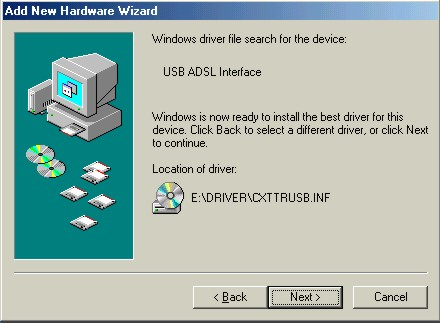 Add New Hardware Wizard
Windows driver file search for the device:
USB ADSL Interface
Windows is now ready to install the best driver for this
device. Click Back to select a different driver, or click Next
to continue.
Location of driver:
E:\DRIVER\CXTTRUSB.INF
< Back
Next >
Cancel